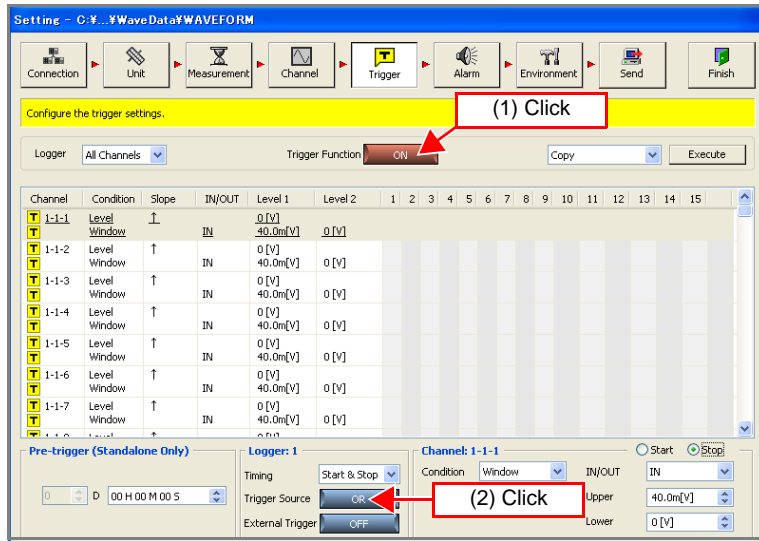 Setting - C:¥...¥WaveData¥WAVEFORM
Connection Unit Measurement Channel T Trigger Alarm Environment Send Finish
Configure the trigger settings.
(1) Click
Logger All Channels Trigger Function ON Copy Execute
Channel Condition Slope IN/OUT Level 1 Level 2 1 2 3 4 5 6 7 8 9 10 11 12 13 14 15
T 1-1-1 Level ↑ 0 [V]
T Window IN 40.0m[V] 0 [V]
T 1-1-2 Level ↑ 0 [V]
T Window IN 40.0m[V] 0 [V]
T 1-1-3 Level ↑ 0 [V]
T Window IN 40.0m[V] 0 [V]
T 1-1-4 Level ↑ 0 [V]
T Window IN 40.0m[V] 0 [V]
T 1-1-5 Level ↑ 0 [V]
T Window IN 40.0m[V] 0 [V]
T 1-1-6 Level ↑ 0 [V]
T Window IN 40.0m[V] 0 [V]
T 1-1-7 Level ↑ 0 [V]
T Window IN 40.0m[V] 0 [V]
Pre-trigger (Standalone Only)
0 D 00 H 00 M 00 S
Logger: 1
Timing Start & Stop
Trigger Source OR
External Trigger OFF
Channel: 1-1-1 Start Stop
Condition Window IN/OUT IN
(2) Click
Upper 40.0m[V]
Lower 0 [V]